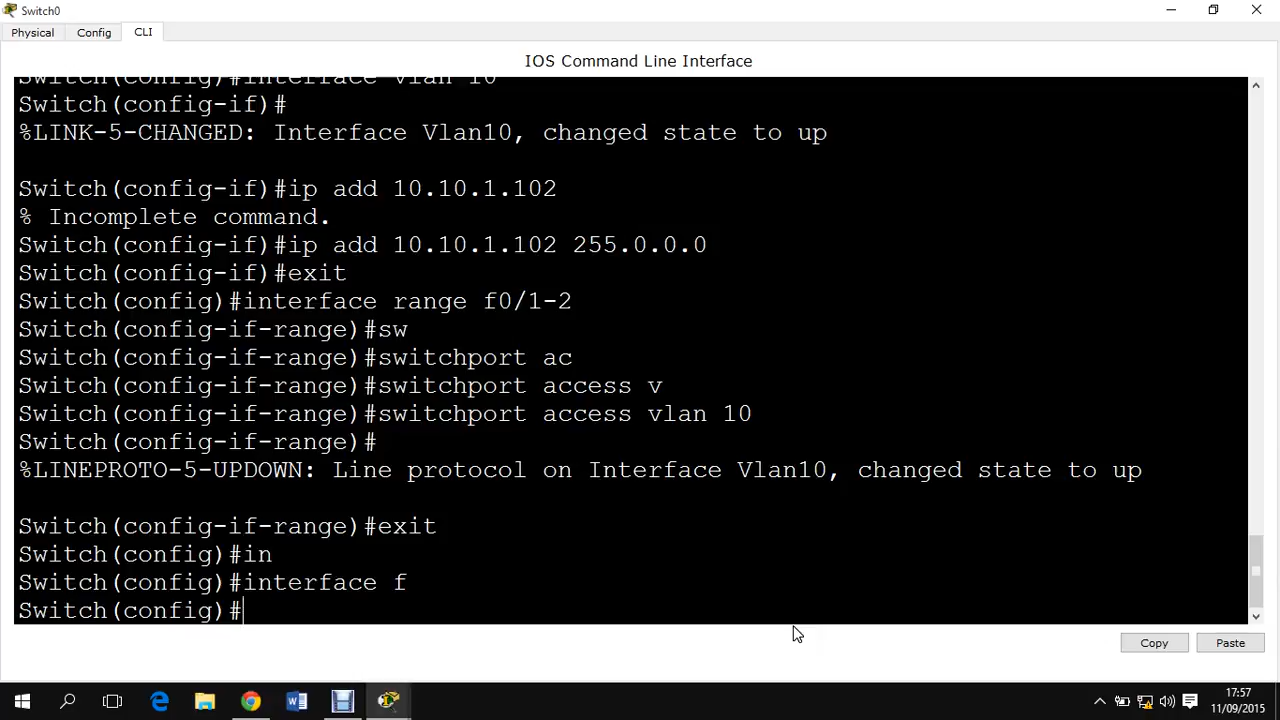 Switch0
Physical Config CLI
IOS Command Line Interface
Switch(config)#interface vlan 10
Switch(config-if)#
%LINK-5-CHANGED: Interface Vlan10, changed state to up
Switch(config-if)#ip add 10.10.1.102
% Incomplete command.
Switch(config-if)#ip add 10.10.1.102 255.0.0.0
Switch(config-if)#exit
Switch(config)#interface range f0/1-2
Switch(config-if-range)#sw
Switch(config-if-range)#switchport ac
Switch(config-if-range)#switchport access v
Switch(config-if-range)#switchport access vlan 10
Switch(config-if-range)#
%LINEPROTO-5-UPDOWN: Line protocol on Interface Vlan10, changed state to up
Switch(config-if-range)#exit
Switch(config)#in
Switch(config)#interface f
Switch(config)#
Copy Paste
17:57
11/09/2015